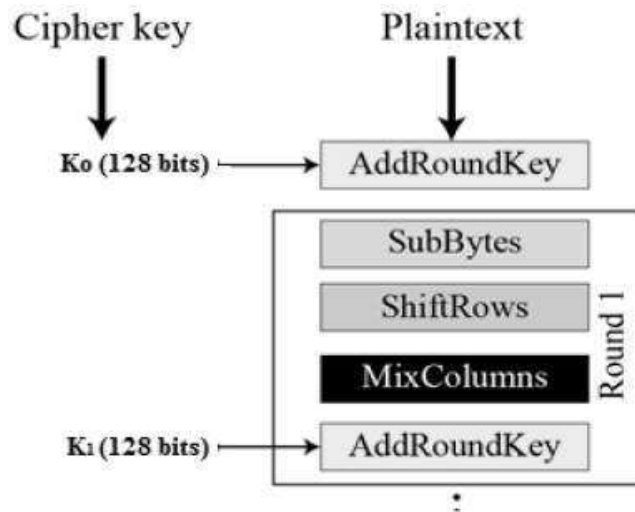 Cipher key Plaintext
K0 (128 bits) AddRoundKey
SubBytes
ShiftRows
MixColumns
Round 1
K1 (128 bits) AddRoundKey